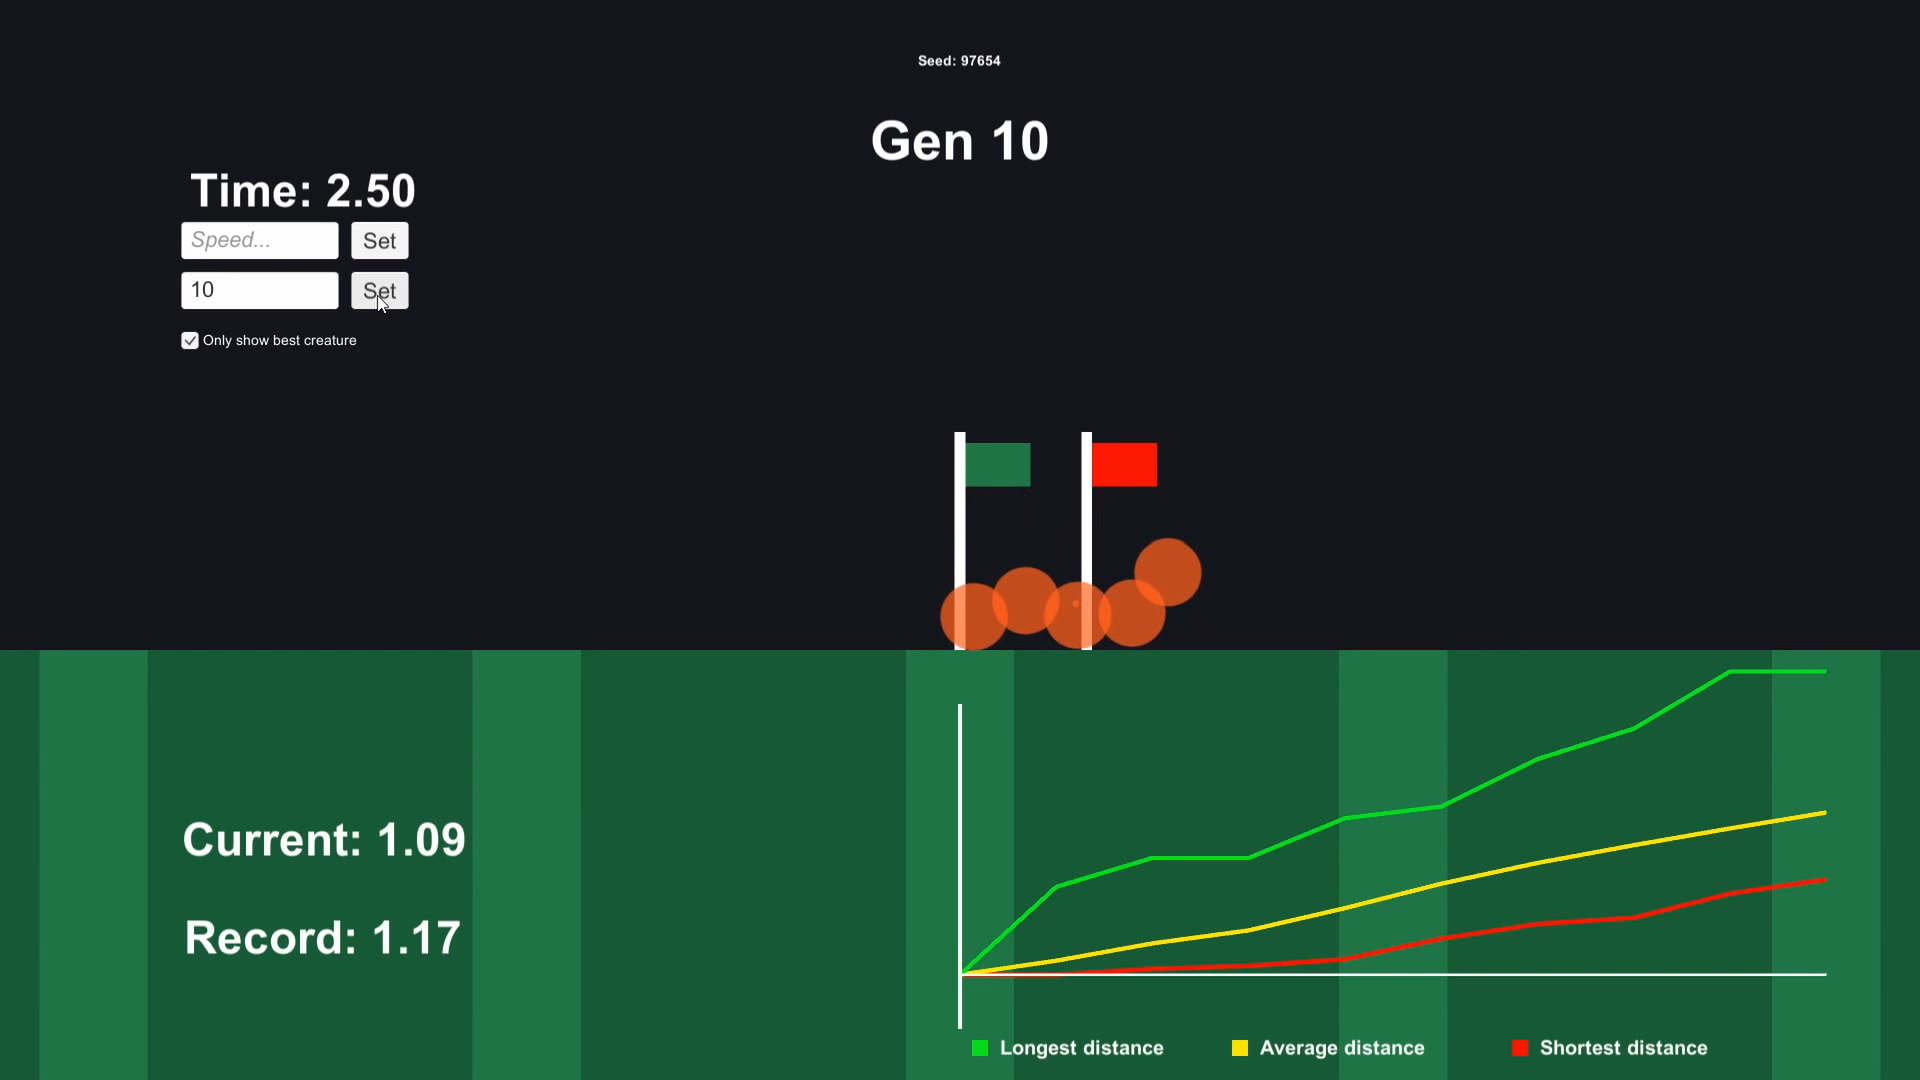 Seed: 97654
Gen 10
Time: 2.50
Speed... Set
10 Set
Only show best creature
Current: 1.09
Record: 1.17
Longest distance Average distance Shortest distance